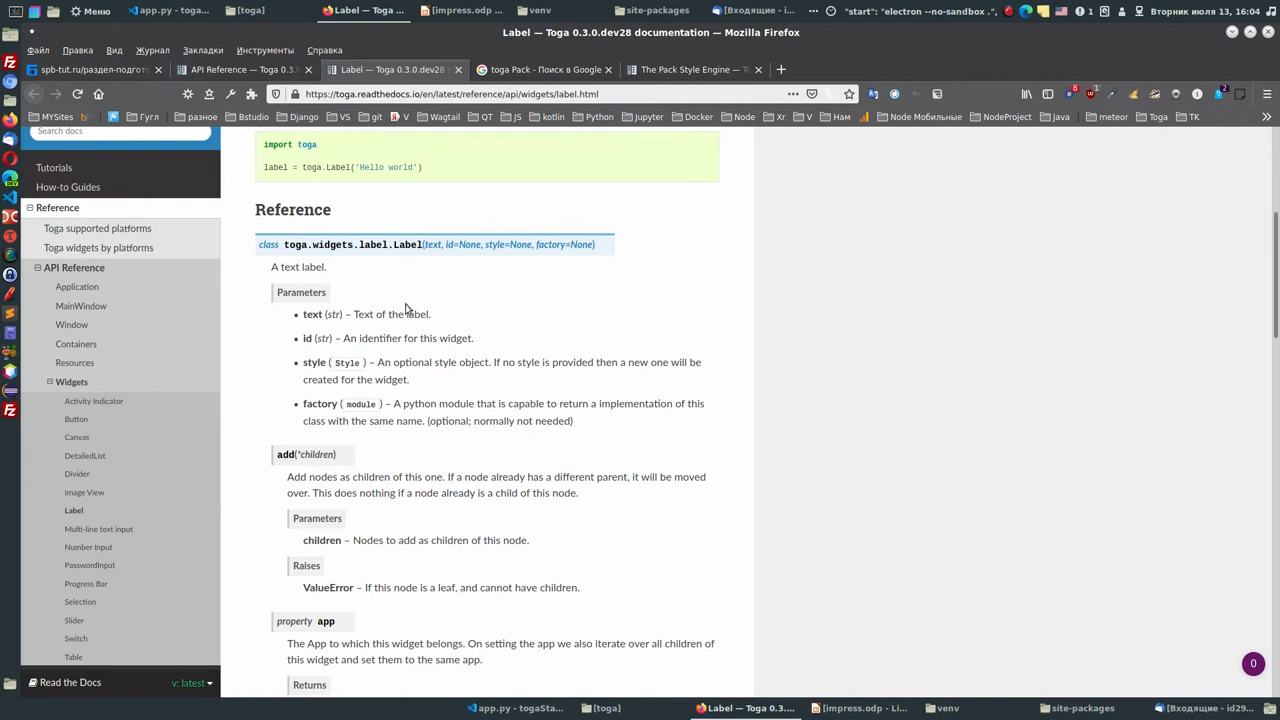 Меню
app.py - toga...
[toga]
Label — Toga ...
[impress.odp - ...
venv
site-packages
[Входящие - ...
"start": "electron --no-sandbox .",
1
вторник июля 13, 16:04
Label — Toga 0.3.0.dev28 documentation — Mozilla Firefox
Файл Правка Вид Журнал Закладки Инструменты Справка
spb-tut.ru/раздел-подгото
API Reference — Toga 0.3.0.
Label — Toga 0.3.0.dev28
toga Pack - Поиск в Google
The Pack Style Engine — To
https://toga.readthedocs.io/en/latest/reference/api/widgets/label.html
MYSites Гугл разное Bstudio Django VS git V Wagtail QT JS kotlin Python Jupyter Docker Node Xr V Нам Node Мобильные NodeProject Java meteor Toga TK
Search docs
Tutorials
How-to Guides
Reference
Toga supported platforms
Toga widgets by platforms
API Reference
Application
MainWindow
Window
Containers
Resources
Widgets
Activity Indicator
Button
Canvas
DetailedList
Divider
Image View
Label
Multi-line text input
Number Input
PasswordInput
Progress Bar
Selection
Slider
Switch
Table
Read the Docs
v: latest
import toga
label = toga.Label('Hello world')
Reference
class toga.widgets.label.Label(text, id=None, style=None, factory=None)
A text label.
Parameters
• text (str) – Text of the label.
• id (str) – An identifier for this widget.
• style ( Style ) – An optional style object. If no style is provided then a new one will be
created for the widget.
• factory ( module ) – A python module that is capable to return a implementation of this
class with the same name. (optional; normally not needed)
add(*children)
Add nodes as children of this one. If a node already has a different parent, it will be moved
over. This does nothing if a node already is a child of this node.
Parameters
children – Nodes to add as children of this node.
Raises
ValueError – If this node is a leaf, and cannot have children.
property app
The App to which this widget belongs. On setting the app we also iterate over all children of
this widget and set them to the same app.
Returns
0
app.py - togaSta...
[toga]
Label — Toga 0.3....
[impress.odp - Li...
venv
site-packages
[Входящие - id29...